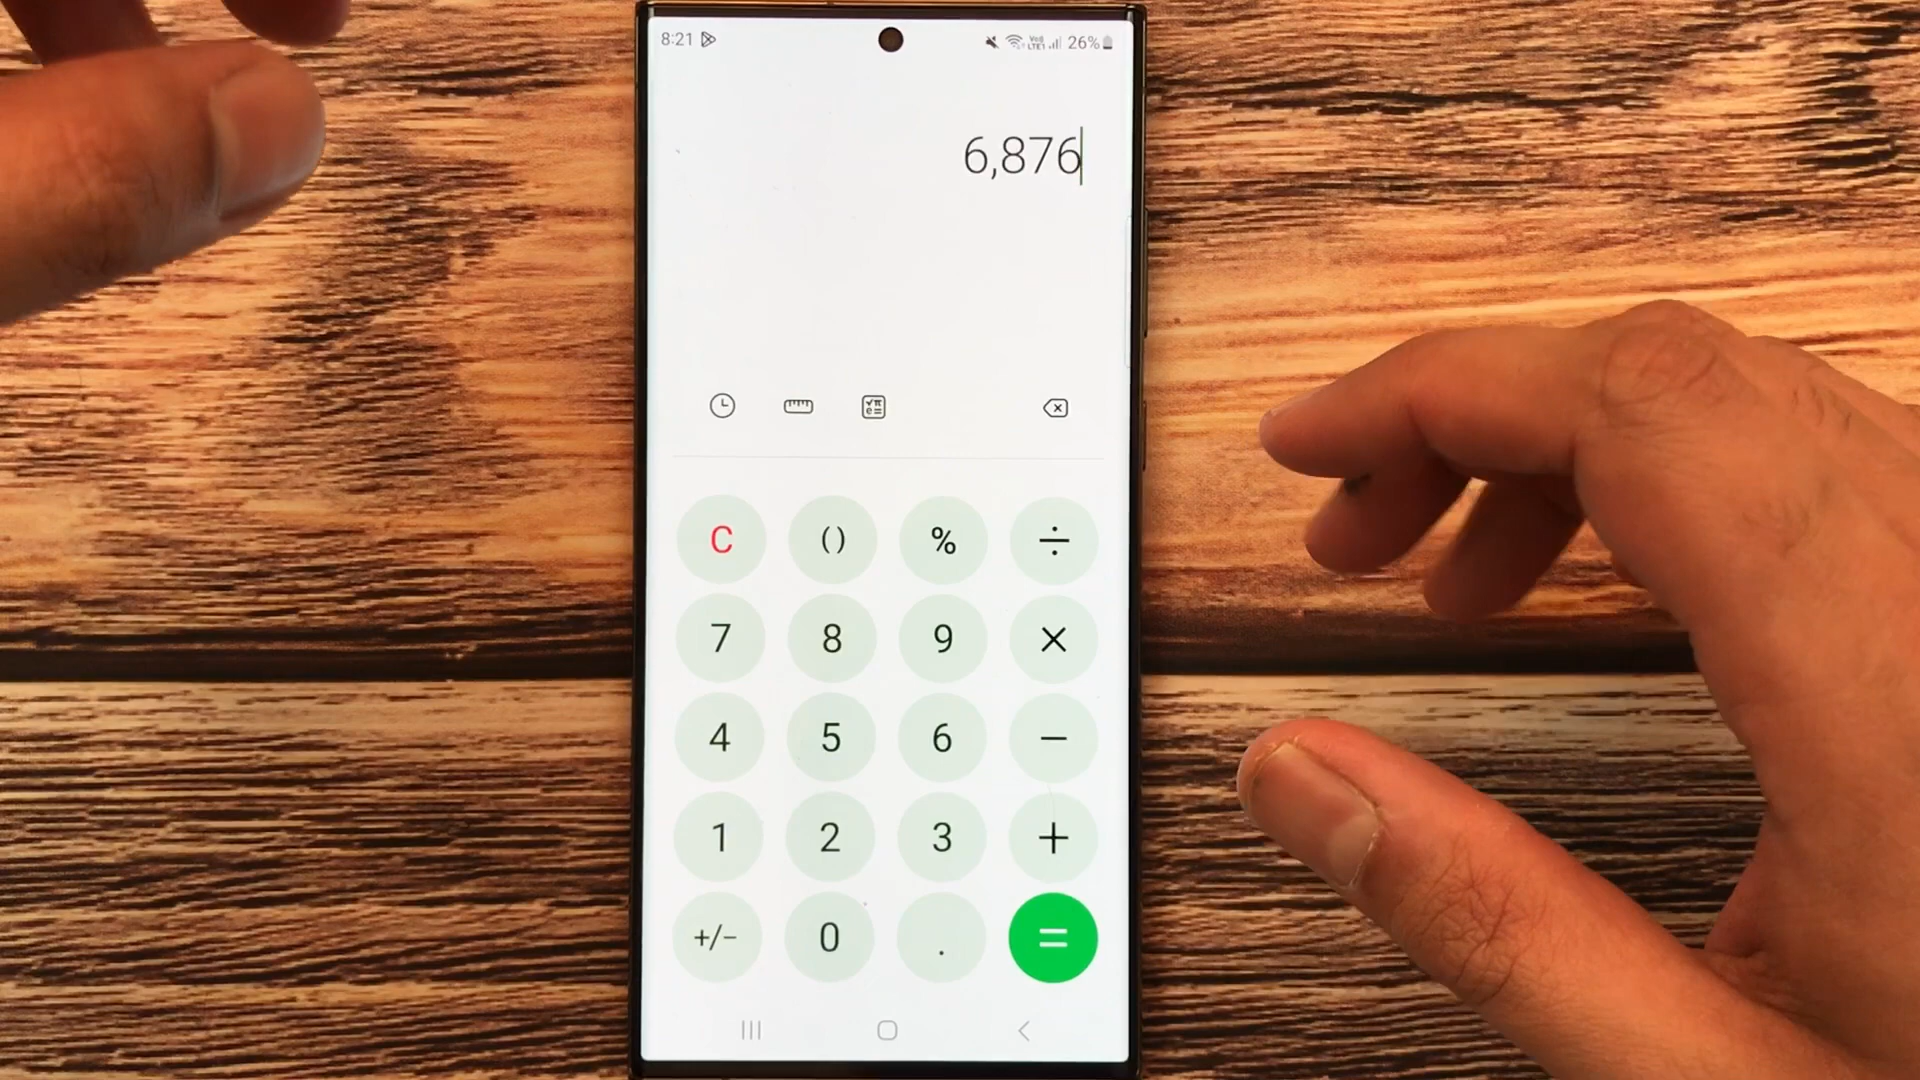 8:21 26%
6,876
C () % ÷
7 8 9 ×
4 5 6 −
1 2 3 +
+/− 0 . =